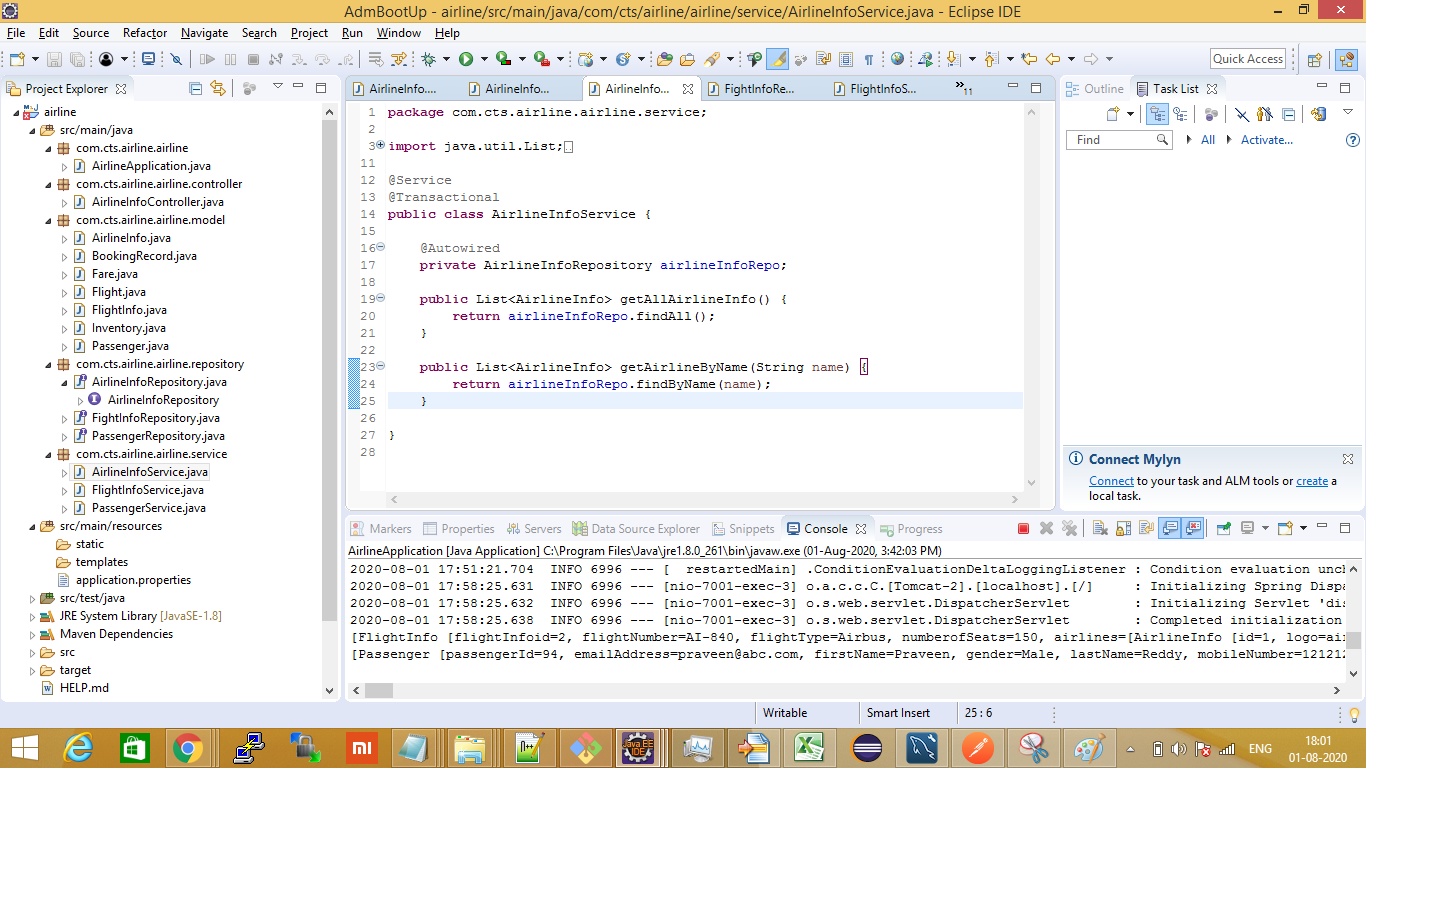 AdmBootUp - airline/src/main/java/com/cts/airline/airline/service/AirlineInfoService.java - Eclipse IDE
File Edit Source Refactor Navigate Search Project Run Window Help
Quick Access
Project Explorer
airline
src/main/java
com.cts.airline.airline
AirlineApplication.java
com.cts.airline.airline.controller
AirlineInfoController.java
com.cts.airline.airline.model
AirlineInfo.java
BookingRecord.java
Fare.java
Flight.java
FlightInfo.java
Inventory.java
Passenger.java
com.cts.airline.airline.repository
AirlineInfoRepository.java
AirlineInfoRepository
FightInfoRepository.java
PassengerRepository.java
com.cts.airline.airline.service
AirlineInfoService.java
FlightInfoService.java
PassengerService.java
src/main/resources
static
templates
application.properties
src/test/java
JRE System Library [JavaSE-1.8]
Maven Dependencies
src
target
HELP.md
AirlineInfo.... AirlineInfo... AirlineInfo... FightInfoRe... FlightInfoS... »11
1 package com.cts.airline.airline.service;
2
3 import java.util.List;
11
12 @Service
13 @Transactional
14 public class AirlineInfoService {
15
16 @Autowired
17 private AirlineInfoRepository airlineInfoRepo;
18
19 public List<AirlineInfo> getAllAirlineInfo() {
20 return airlineInfoRepo.findAll();
21 }
22
23 public List<AirlineInfo> getAirlineByName(String name) {
24 return airlineInfoRepo.findByName(name);
25 }
26
27 }
28
Outline Task List
Find All Activate...
Connect Mylyn
Connect to your task and ALM tools or create a
local task.
Markers Properties Servers Data Source Explorer Snippets Console Progress
AirlineApplication [Java Application] C:\Program Files\Java\jre1.8.0_261\bin\javaw.exe (01-Aug-2020, 3:42:03 PM)
2020-08-01 17:51:21.704 INFO 6996 --- [ restartedMain] .ConditionEvaluationDeltaLoggingListener : Condition evaluation unch
2020-08-01 17:58:25.631 INFO 6996 --- [nio-7001-exec-3] o.a.c.c.C.[Tomcat-2].[localhost].[/] : Initializing Spring Dispa
2020-08-01 17:58:25.632 INFO 6996 --- [nio-7001-exec-3] o.s.web.servlet.DispatcherServlet : Initializing Servlet 'dis
2020-08-01 17:58:25.638 INFO 6996 --- [nio-7001-exec-3] o.s.web.servlet.DispatcherServlet : Completed initialization
[FlightInfo [flightInfoid=2, flightNumber=AI-840, flightType=Airbus, numberofSeats=150, airlines=[AirlineInfo [id=1, logo=air
[Passenger [passengerId=94, emailAddress=praveen@abc.com, firstName=Praveen, gender=Male, lastName=Reddy, mobileNumber=121212
Writable Smart Insert 25 : 6
mi
n++
Java EE
IDE
ENG
18:01
01-08-2020